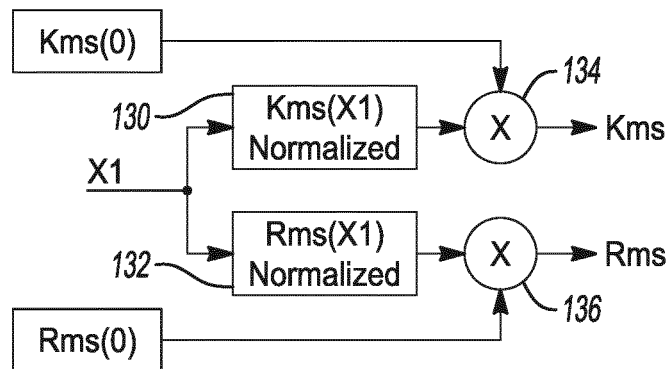 Kms(0)
134
130
Kms(X1)
Normalized
X
Kms
X1
132
Rms(X1)
Normalized
X
Rms
136
Rms(0)